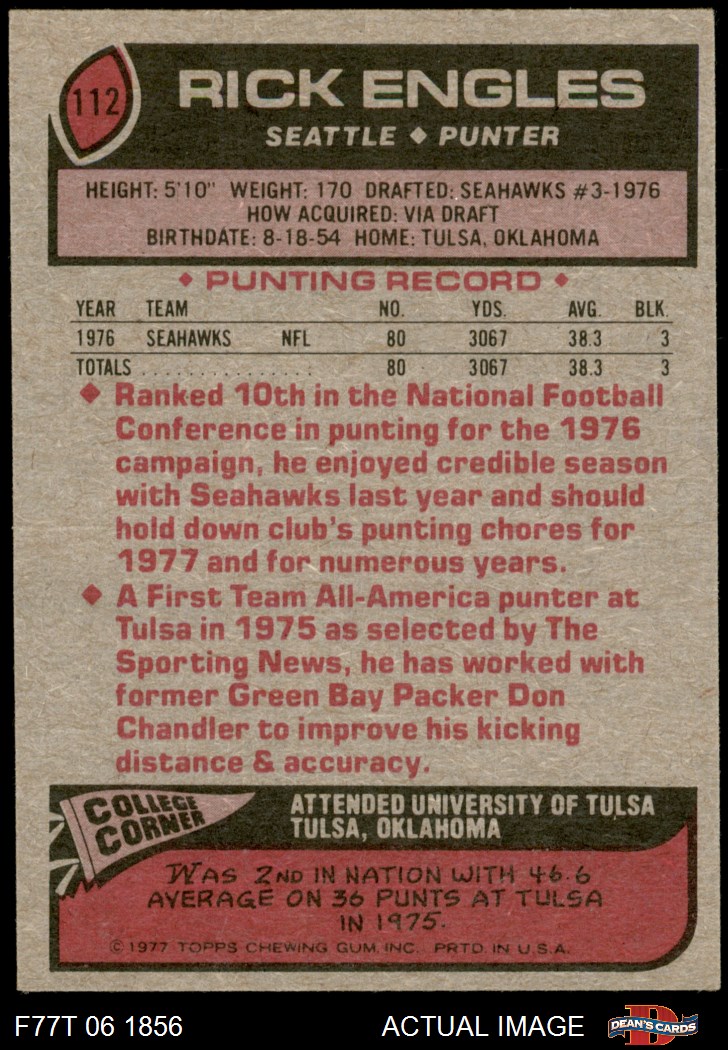 112
RICK ENGLES
SEATTLE ◆ PUNTER
HEIGHT: 5'10" WEIGHT: 170 DRAFTED: SEAHAWKS #3-1976
HOW ACQUIRED: VIA DRAFT
BIRTHDATE: 8-18-54 HOME: TULSA, OKLAHOMA
◆ PUNTING RECORD ◆
YEAR TEAM NO. YDS. AVG. BLK.
1976 SEAHAWKS NFL 80 3067 38.3 3
TOTALS . . . . . . . . . . . . . . . 80 3067 38.3 3
◆ Ranked 10th in the National Football
Conference in punting for the 1976
campaign, he enjoyed credible season
with Seahawks last year and should
hold down club's punting chores for
1977 and for numerous years.
◆ A First Team All-America punter at
Tulsa in 1975 as selected by The
Sporting News, he has worked with
former Green Bay Packer Don
Chandler to improve his kicking
distance & accuracy.
COLLEGE
CORNER
ATTENDED UNIVERSITY OF TULSA
TULSA, OKLAHOMA
WAS 2ND IN NATION WITH 46.6
AVERAGE ON 36 PUNTS AT TULSA
IN 1975.
© 1977 TOPPS CHEWING GUM, INC. PRTD. IN U.S.A.
F77T 06 1856 ACTUAL IMAGE D DEAN'S CARDS